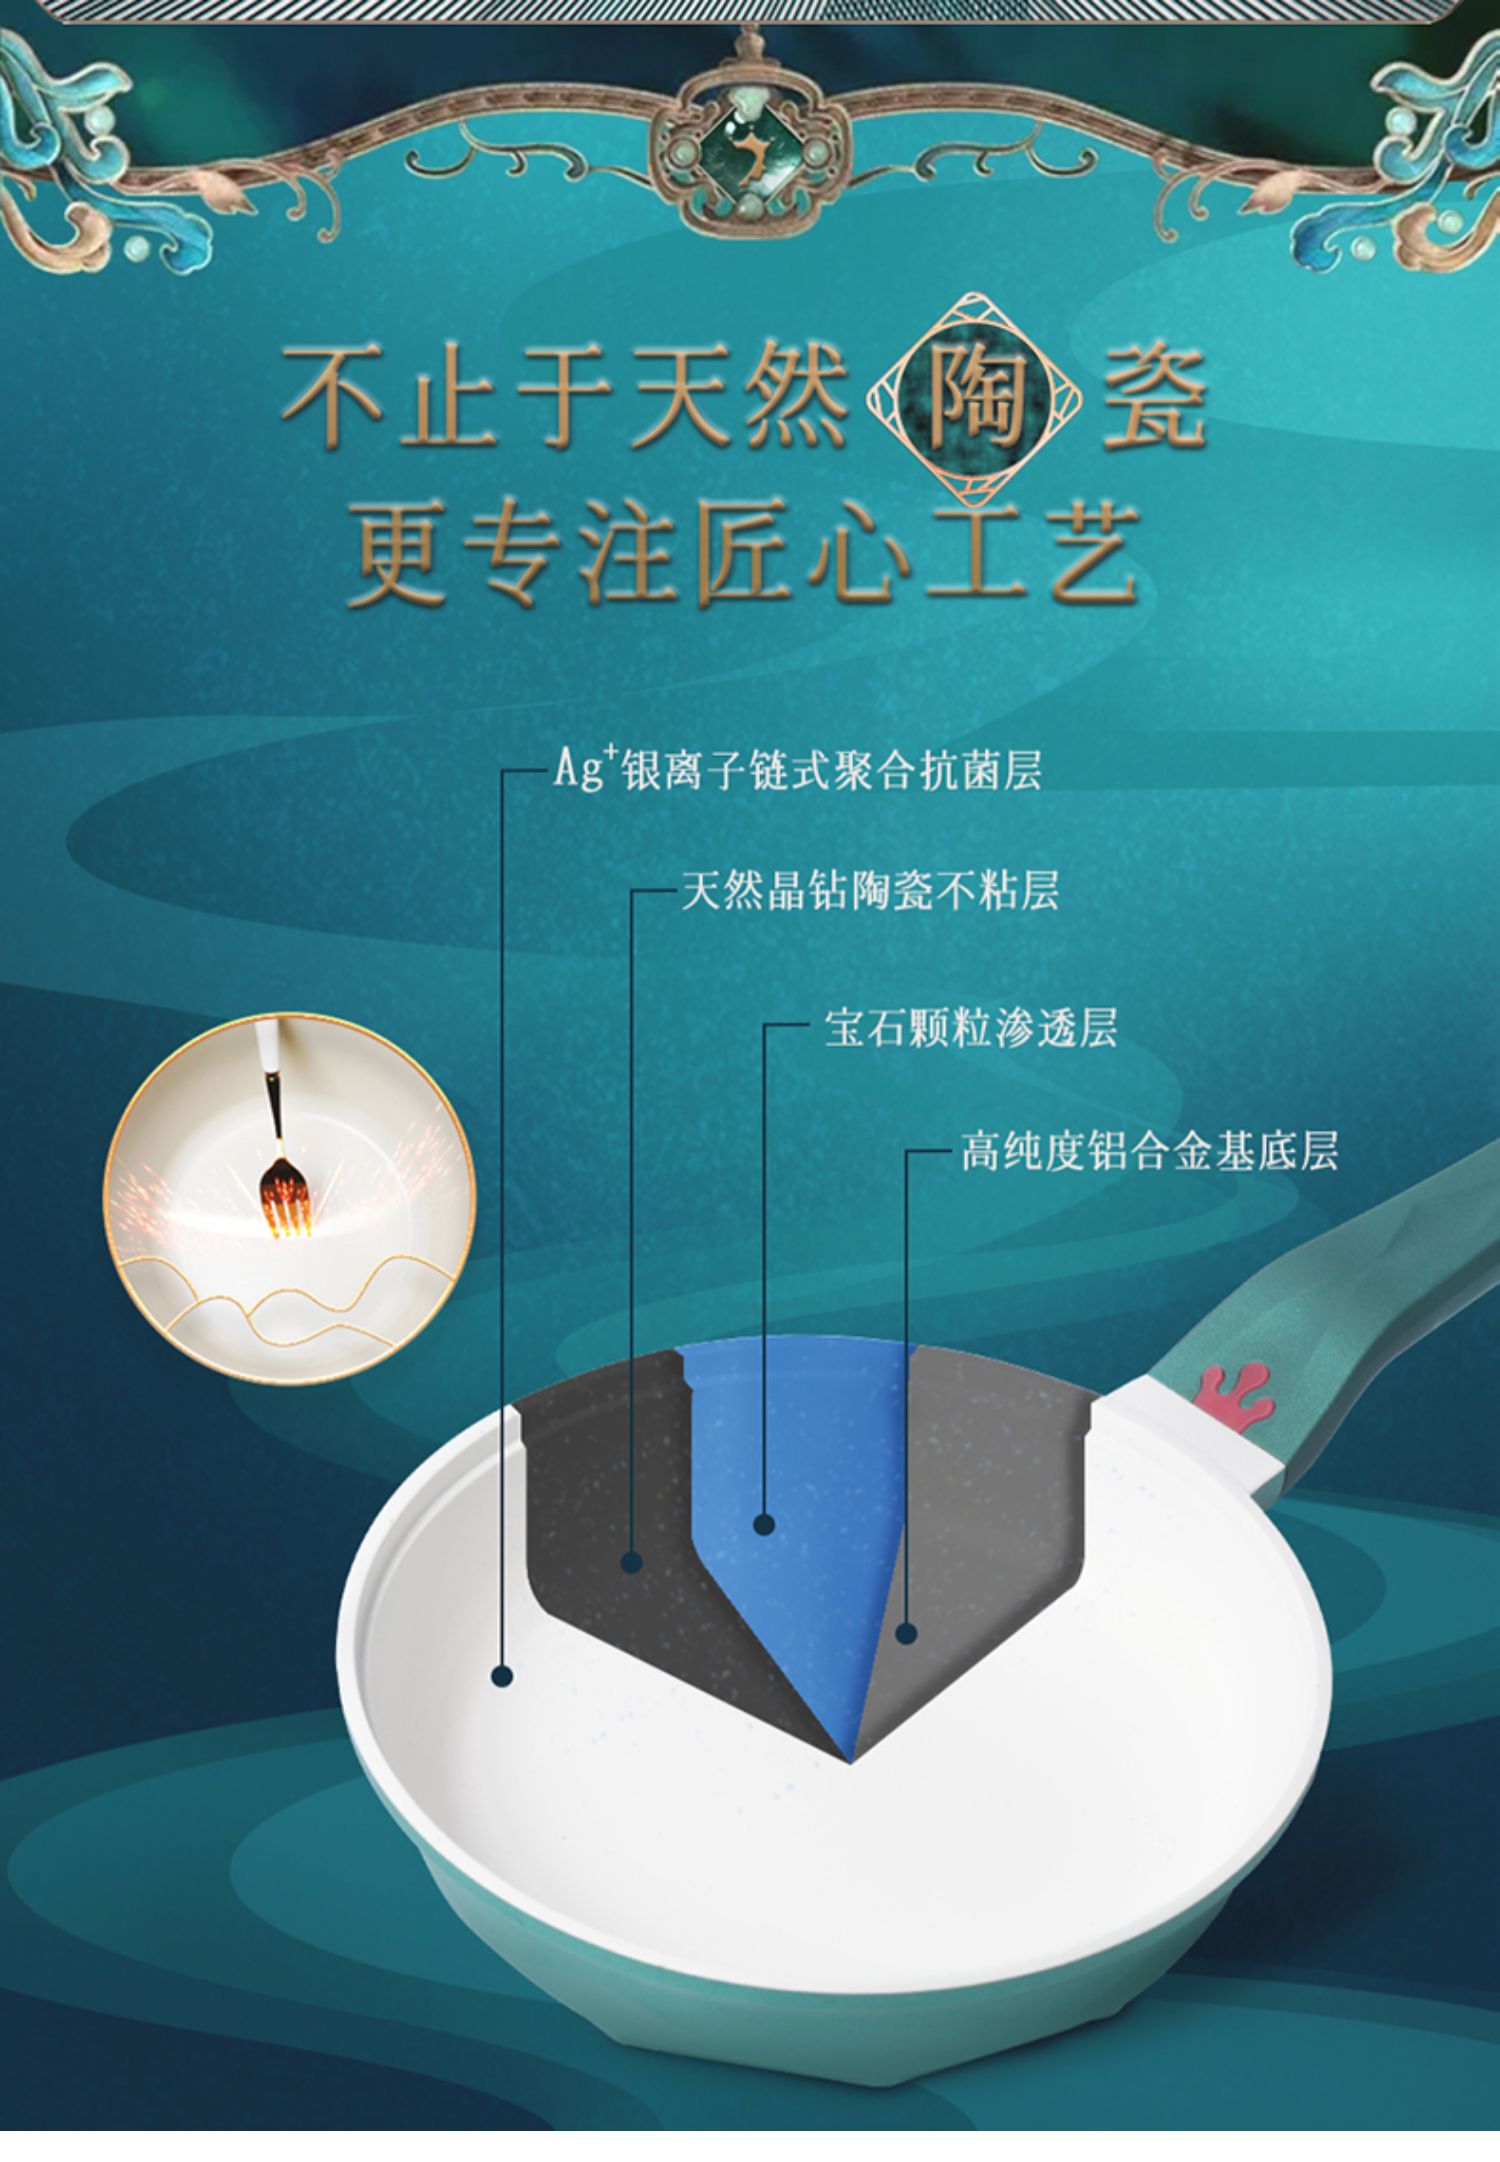 不止于天然陶瓷
更专注匠心工艺
Ag⁺银离子链式聚合抗菌层
天然晶钻陶瓷不粘层
宝石颗粒渗透层
高纯度铝合金基底层